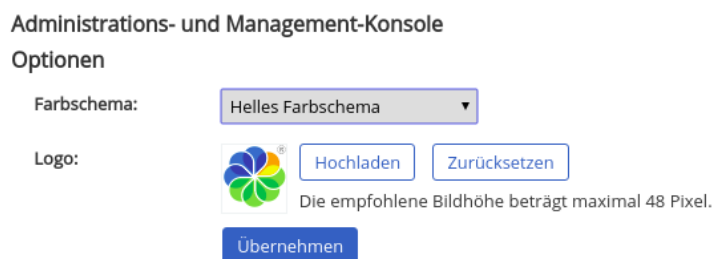 Administrations- und Management-Konsole
Optionen
Farbschema: Helles Farbschema
Logo: ® Hochladen Zurücksetzen
Die empfohlene Bildhöhe beträgt maximal 48 Pixel.
Übernehmen